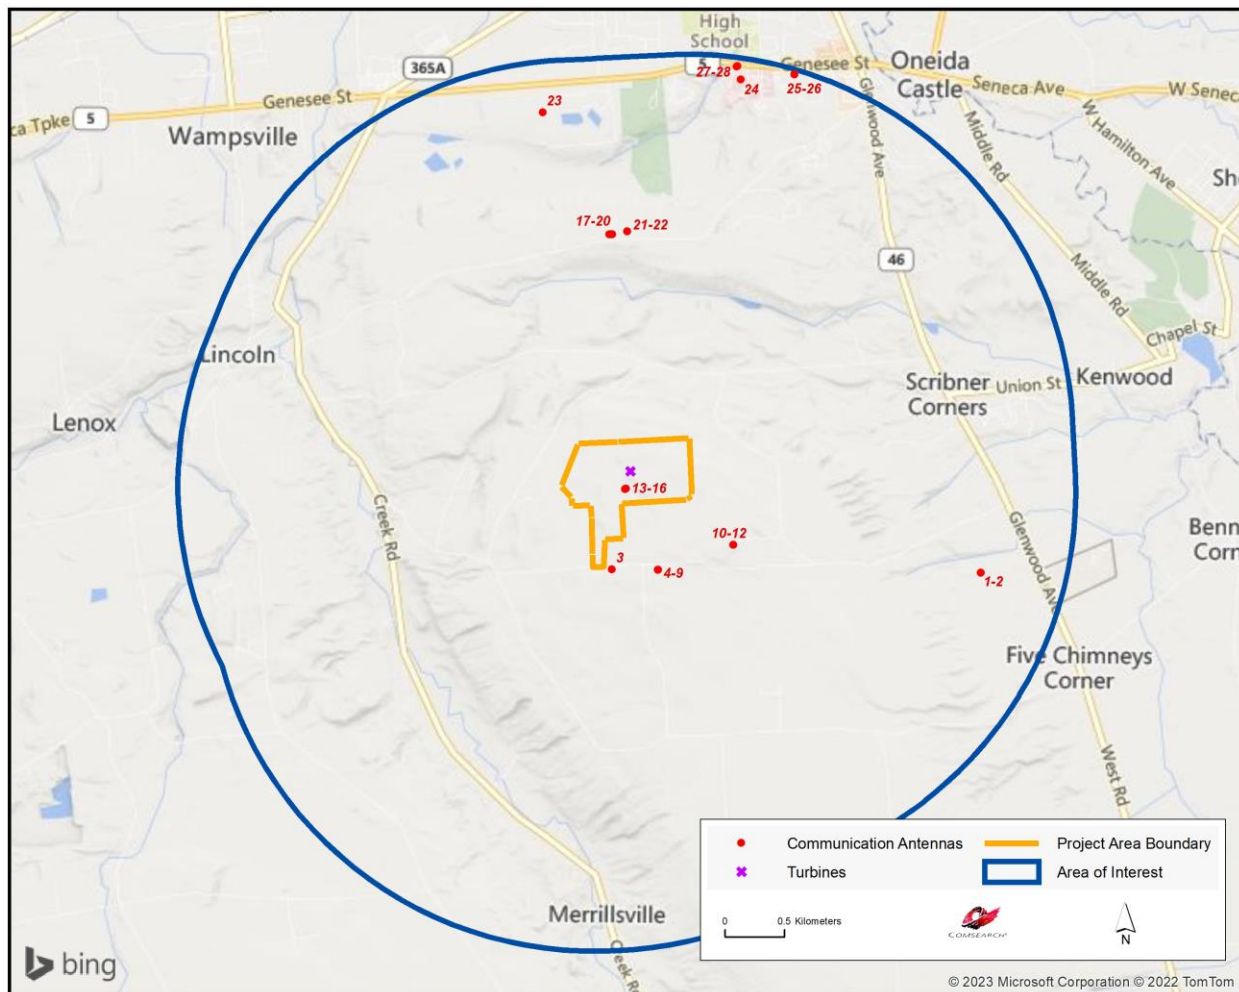 High
School
5
Genesee St
Oneida
Castle
365A
27-28
24
25-26
Seneca Ave
W Seneca
Genesee St
23
ca Tpke
5
Wampsville
Glenwood Ave
Middle Rd
W Hamilton Ave
Sh
17-20
21-22
46
Middle Rd
Chapel St
Lincoln
Scribner
Corners
Union St
Kenwood
Lenox
13-16
Creek Rd
Glenwood Ave
Benn
Corn
10-12
3
4-9
1-2
Five Chimneys
Corner
West Rd
Communication Antennas
Project Area Boundary
Turbines
Area of Interest
0
0.5 Kilometers
COMSEARCH
N
Merrillsville
Creek Rd
bing
© 2023 Microsoft Corporation © 2022 TomTom